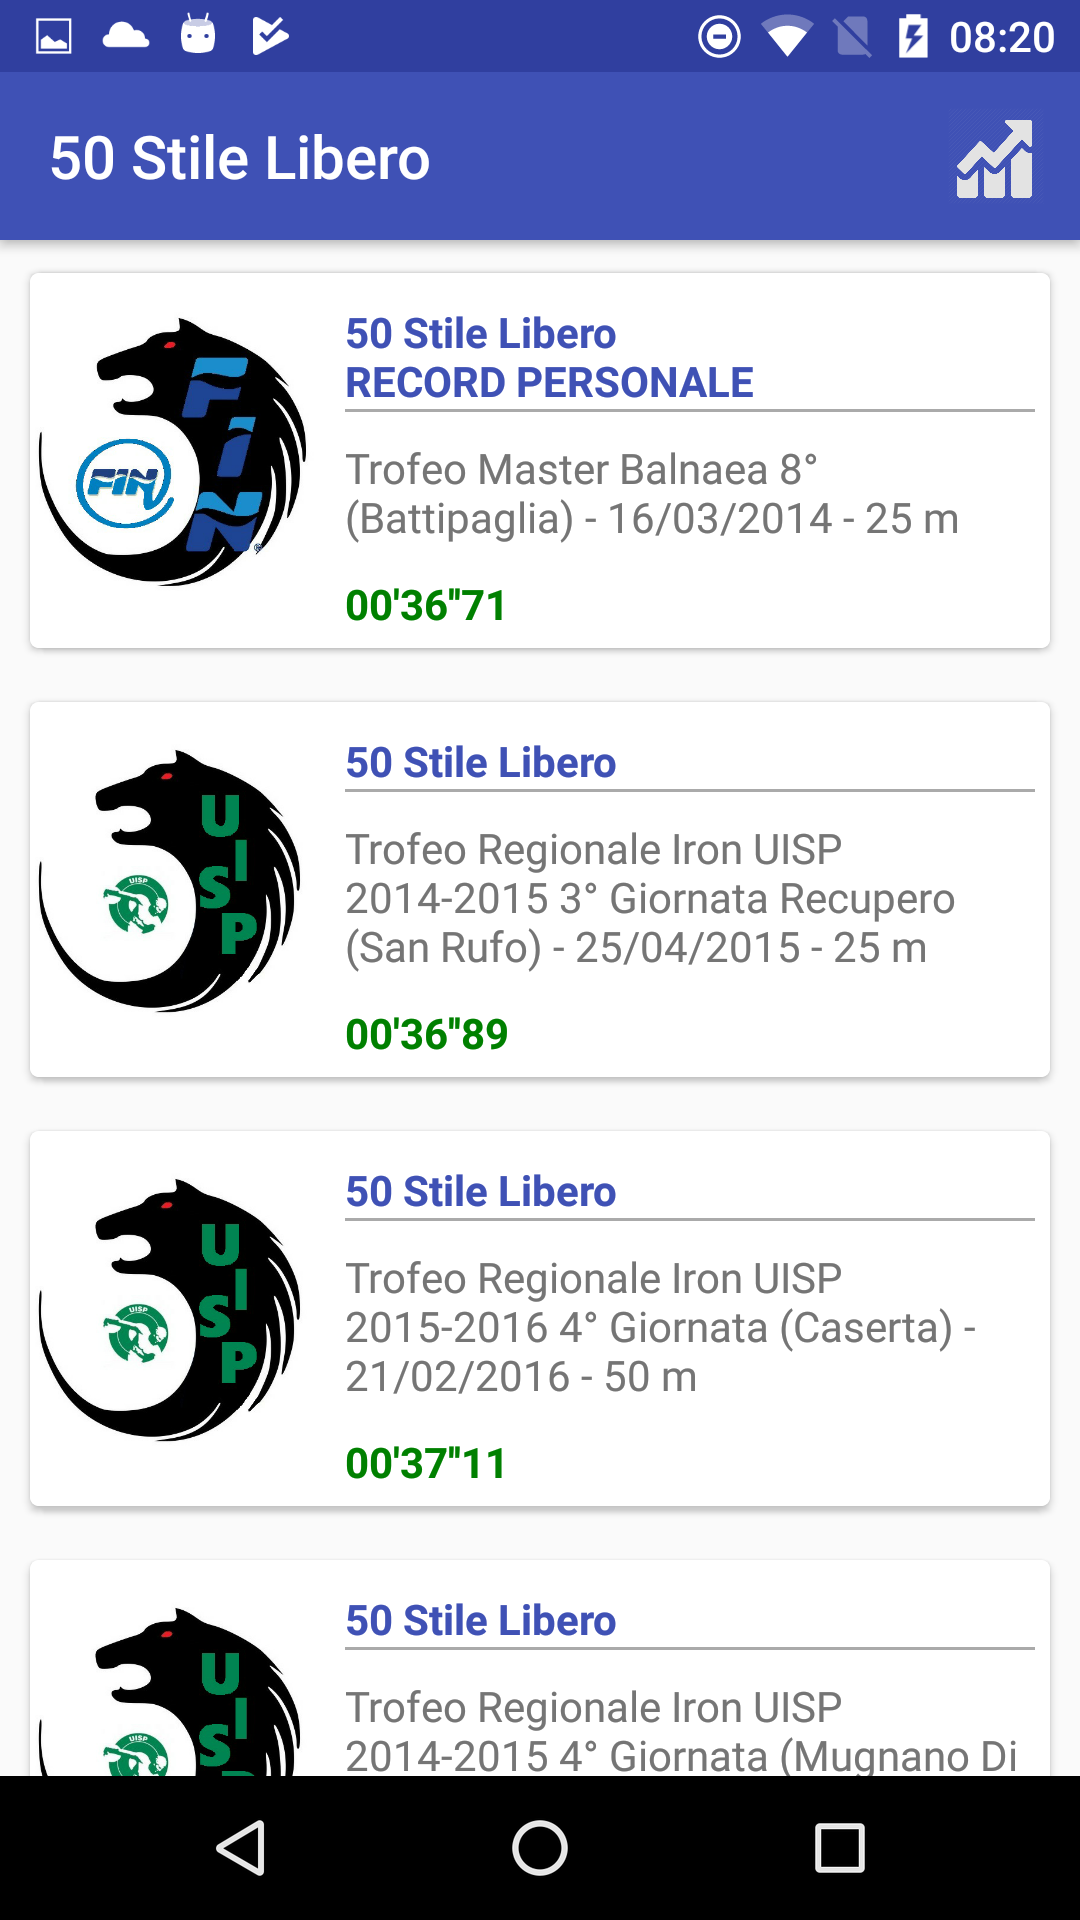 08:20
50 Stile Libero
50 Stile Libero
RECORD PERSONALE
FIN
FIN
Trofeo Master Balnaea 8°
(Battipaglia) - 16/03/2014 - 25 m
00'36"71
50 Stile Libero
UISP
UISP
Trofeo Regionale Iron UISP
2014-2015 3° Giornata Recupero
(San Rufo) - 25/04/2015 - 25 m
00'36"89
50 Stile Libero
UISP
UISP
Trofeo Regionale Iron UISP
2015-2016 4° Giornata (Caserta) -
21/02/2016 - 50 m
00'37"11
50 Stile Libero
UIS
UISP
Trofeo Regionale Iron UISP
2014-2015 4° Giornata (Mugnano Di